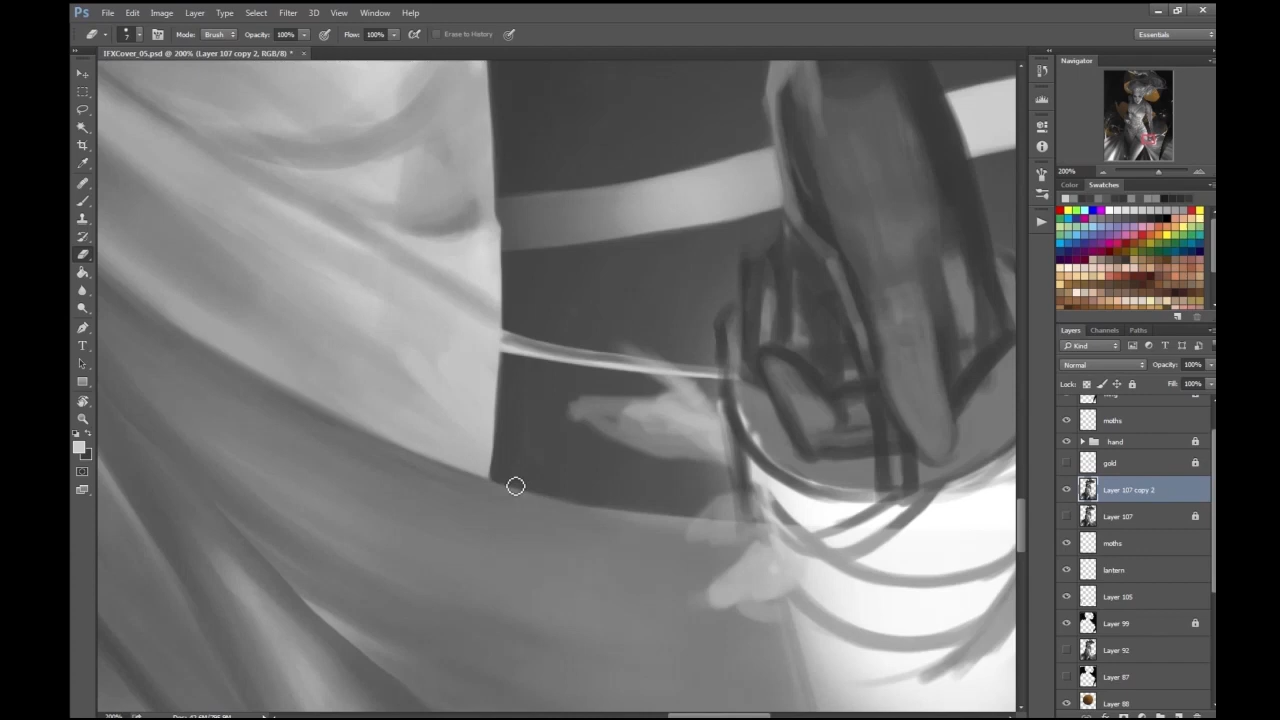 Ps File Edit Image Layer Type Select Filter 3D View Window Help
7 Mode: Brush Opacity: 100% Flow: 100% Erase to History Essentials
IFXCover_05.psd @ 200% (Layer 107 copy 2, RGB/8) * ×
Navigator
200%
Color Swatches
Layers Channels Paths
Kind
Normal Opacity: 100%
Lock: Fill: 100%
moths
hand
gold
Layer 107 copy 2
Layer 107
moths
lantern
Layer 105
Layer 99
Layer 92
Layer 87
Layer 88
200%